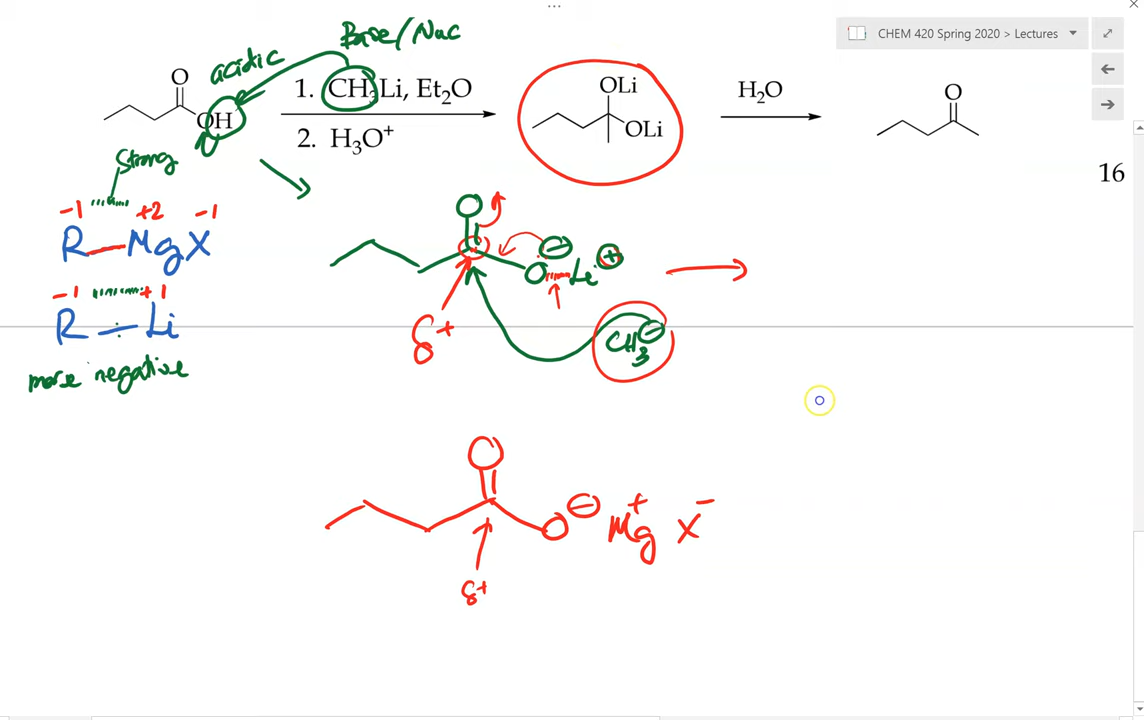 CHEM 420 Spring 2020 > Lectures
Base/Nuc
acidic
O
OH
1. CH3Li, Et2O
2. H3O+
OLi
OLi
H2O
O
16
Strong
-1 +2 -1
R—MgX
-1 +1
R—Li
more negative
O
O⊖ Li⊕
δ+
CH3⊖
O
O⊖ Mg+ X-
δ+